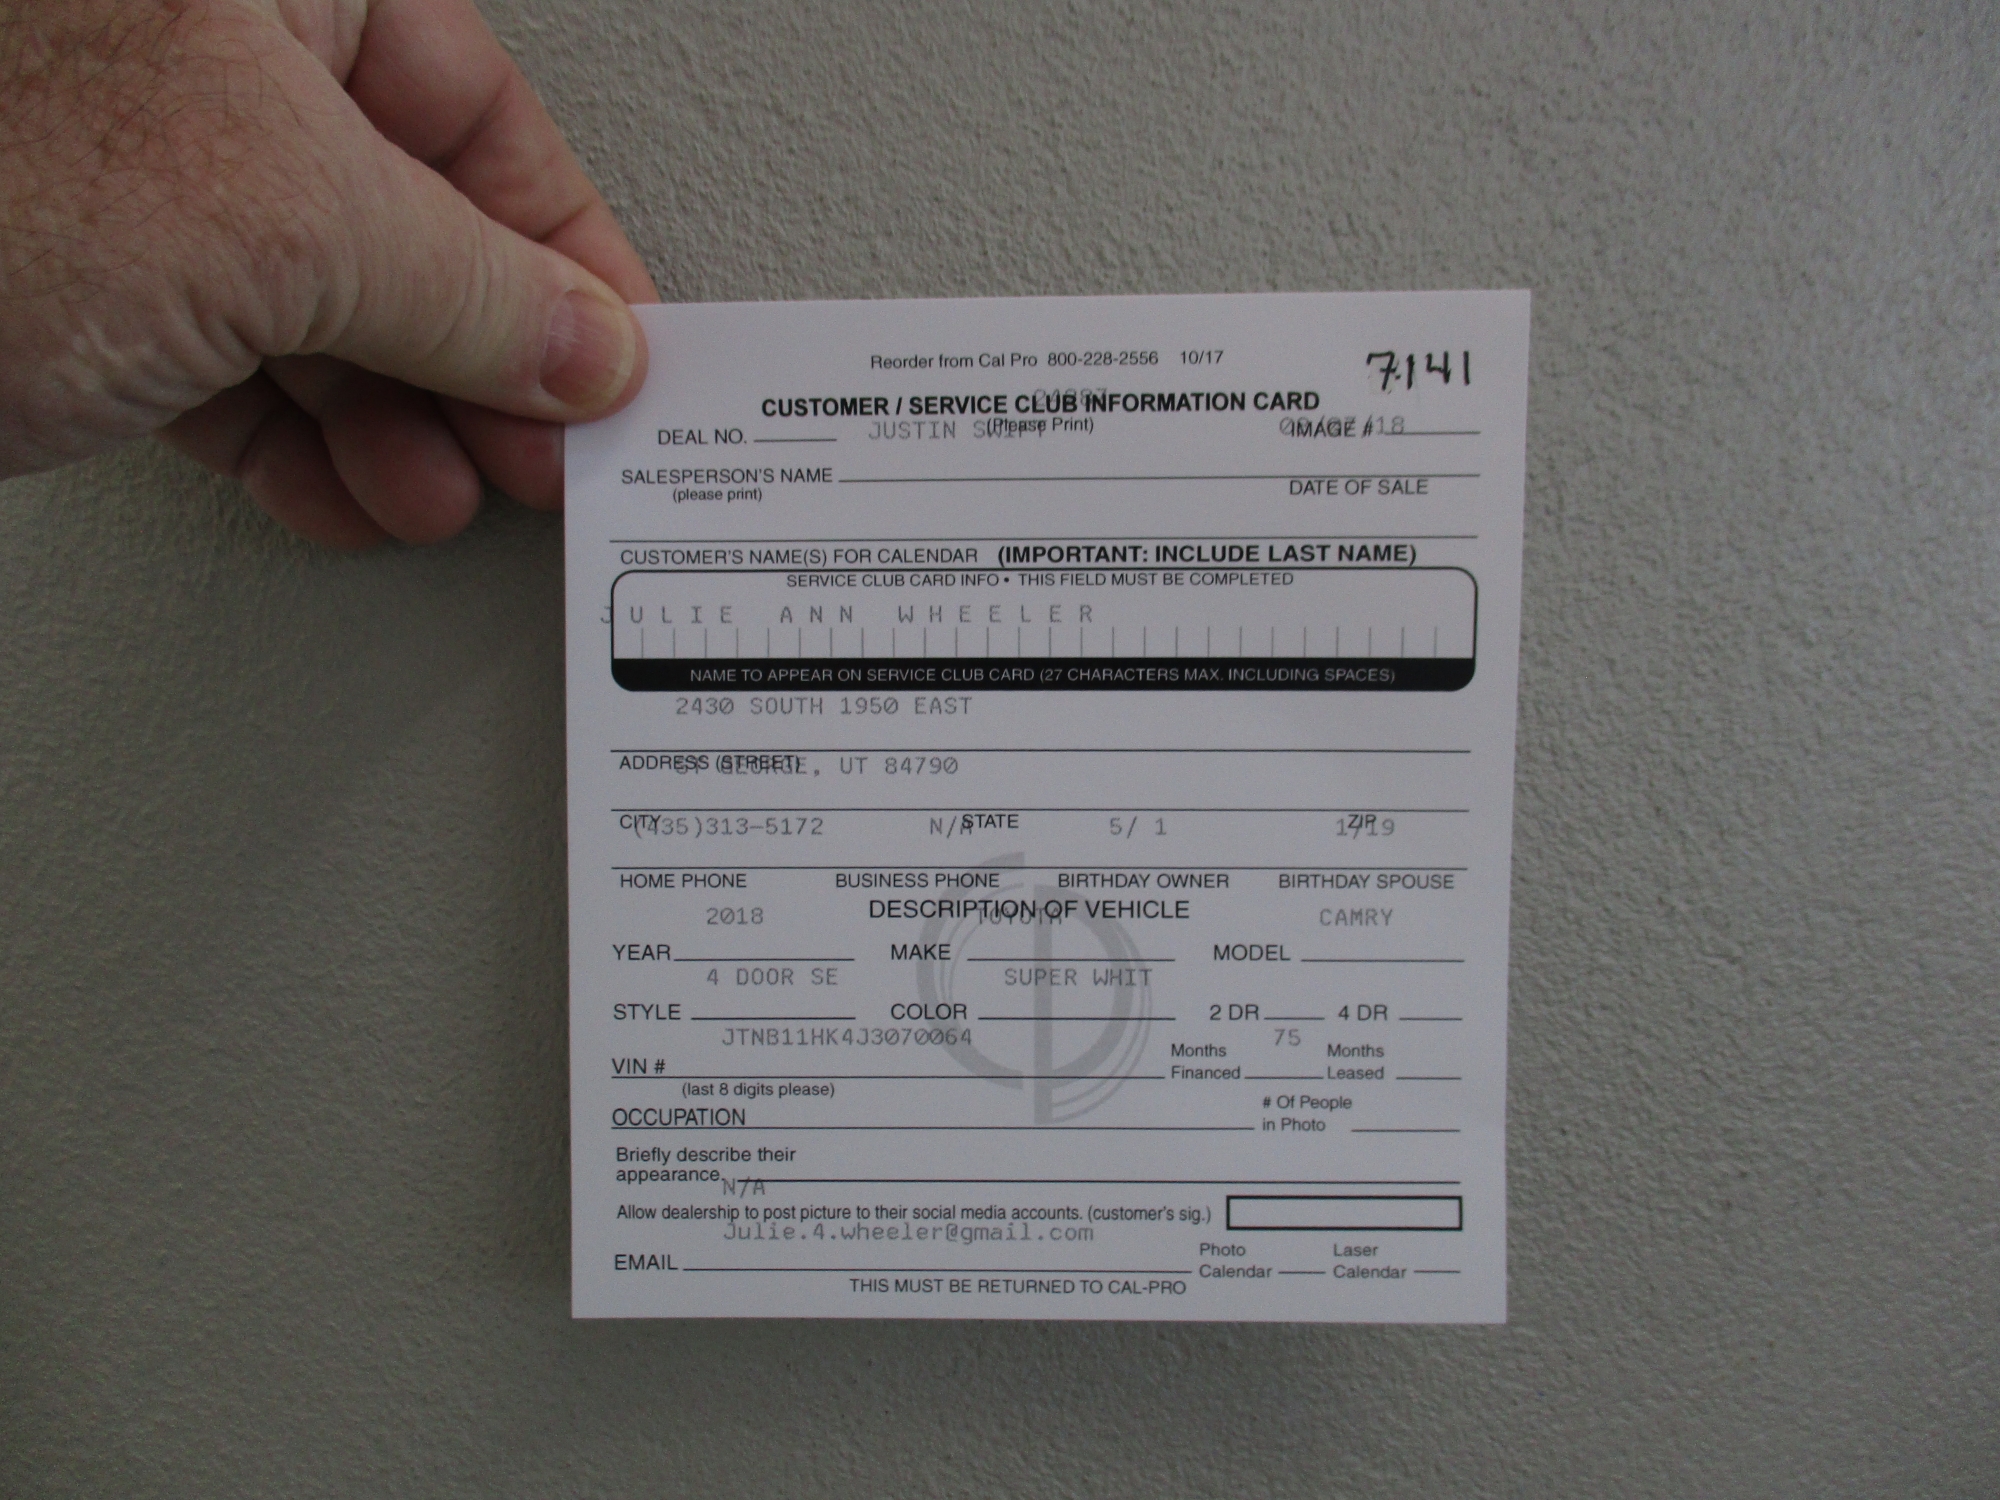 Reorder from Cal Pro 800-228-2556 10/17
7141
CUSTOMER / SERVICE CLUB INFORMATION CARD
(Please Print)
DEAL NO. JUSTIN SWIFT IMAGE #
SALESPERSON'S NAME
(please print)
DATE OF SALE
CUSTOMER'S NAME(S) FOR CALENDAR (IMPORTANT: INCLUDE LAST NAME)
SERVICE CLUB CARD INFO • THIS FIELD MUST BE COMPLETED
JULIE ANN WHEELER
NAME TO APPEAR ON SERVICE CLUB CARD (27 CHARACTERS MAX. INCLUDING SPACES)
2430 SOUTH 1950 EAST
ADDRESS (STREET)
ST GEORGE, UT 84790
CITY STATE ZIP
(435)313-5172 N/A 5/ 1 1/19
HOME PHONE BUSINESS PHONE BIRTHDAY OWNER BIRTHDAY SPOUSE
DESCRIPTION OF VEHICLE
2018 TOYOTA CAMRY
YEAR MAKE MODEL
4 DOOR SE SUPER WHIT
STYLE COLOR 2 DR 4 DR
JTNB11HK4J3070064 75
VIN # Months Financed Months Leased
(last 8 digits please)
OCCUPATION # Of People in Photo
Briefly describe their
appearance.
N/A
Allow dealership to post picture to their social media accounts. (customer's sig.)
Julie.4.wheeler@gmail.com
EMAIL Photo Calendar Laser Calendar
THIS MUST BE RETURNED TO CAL-PRO